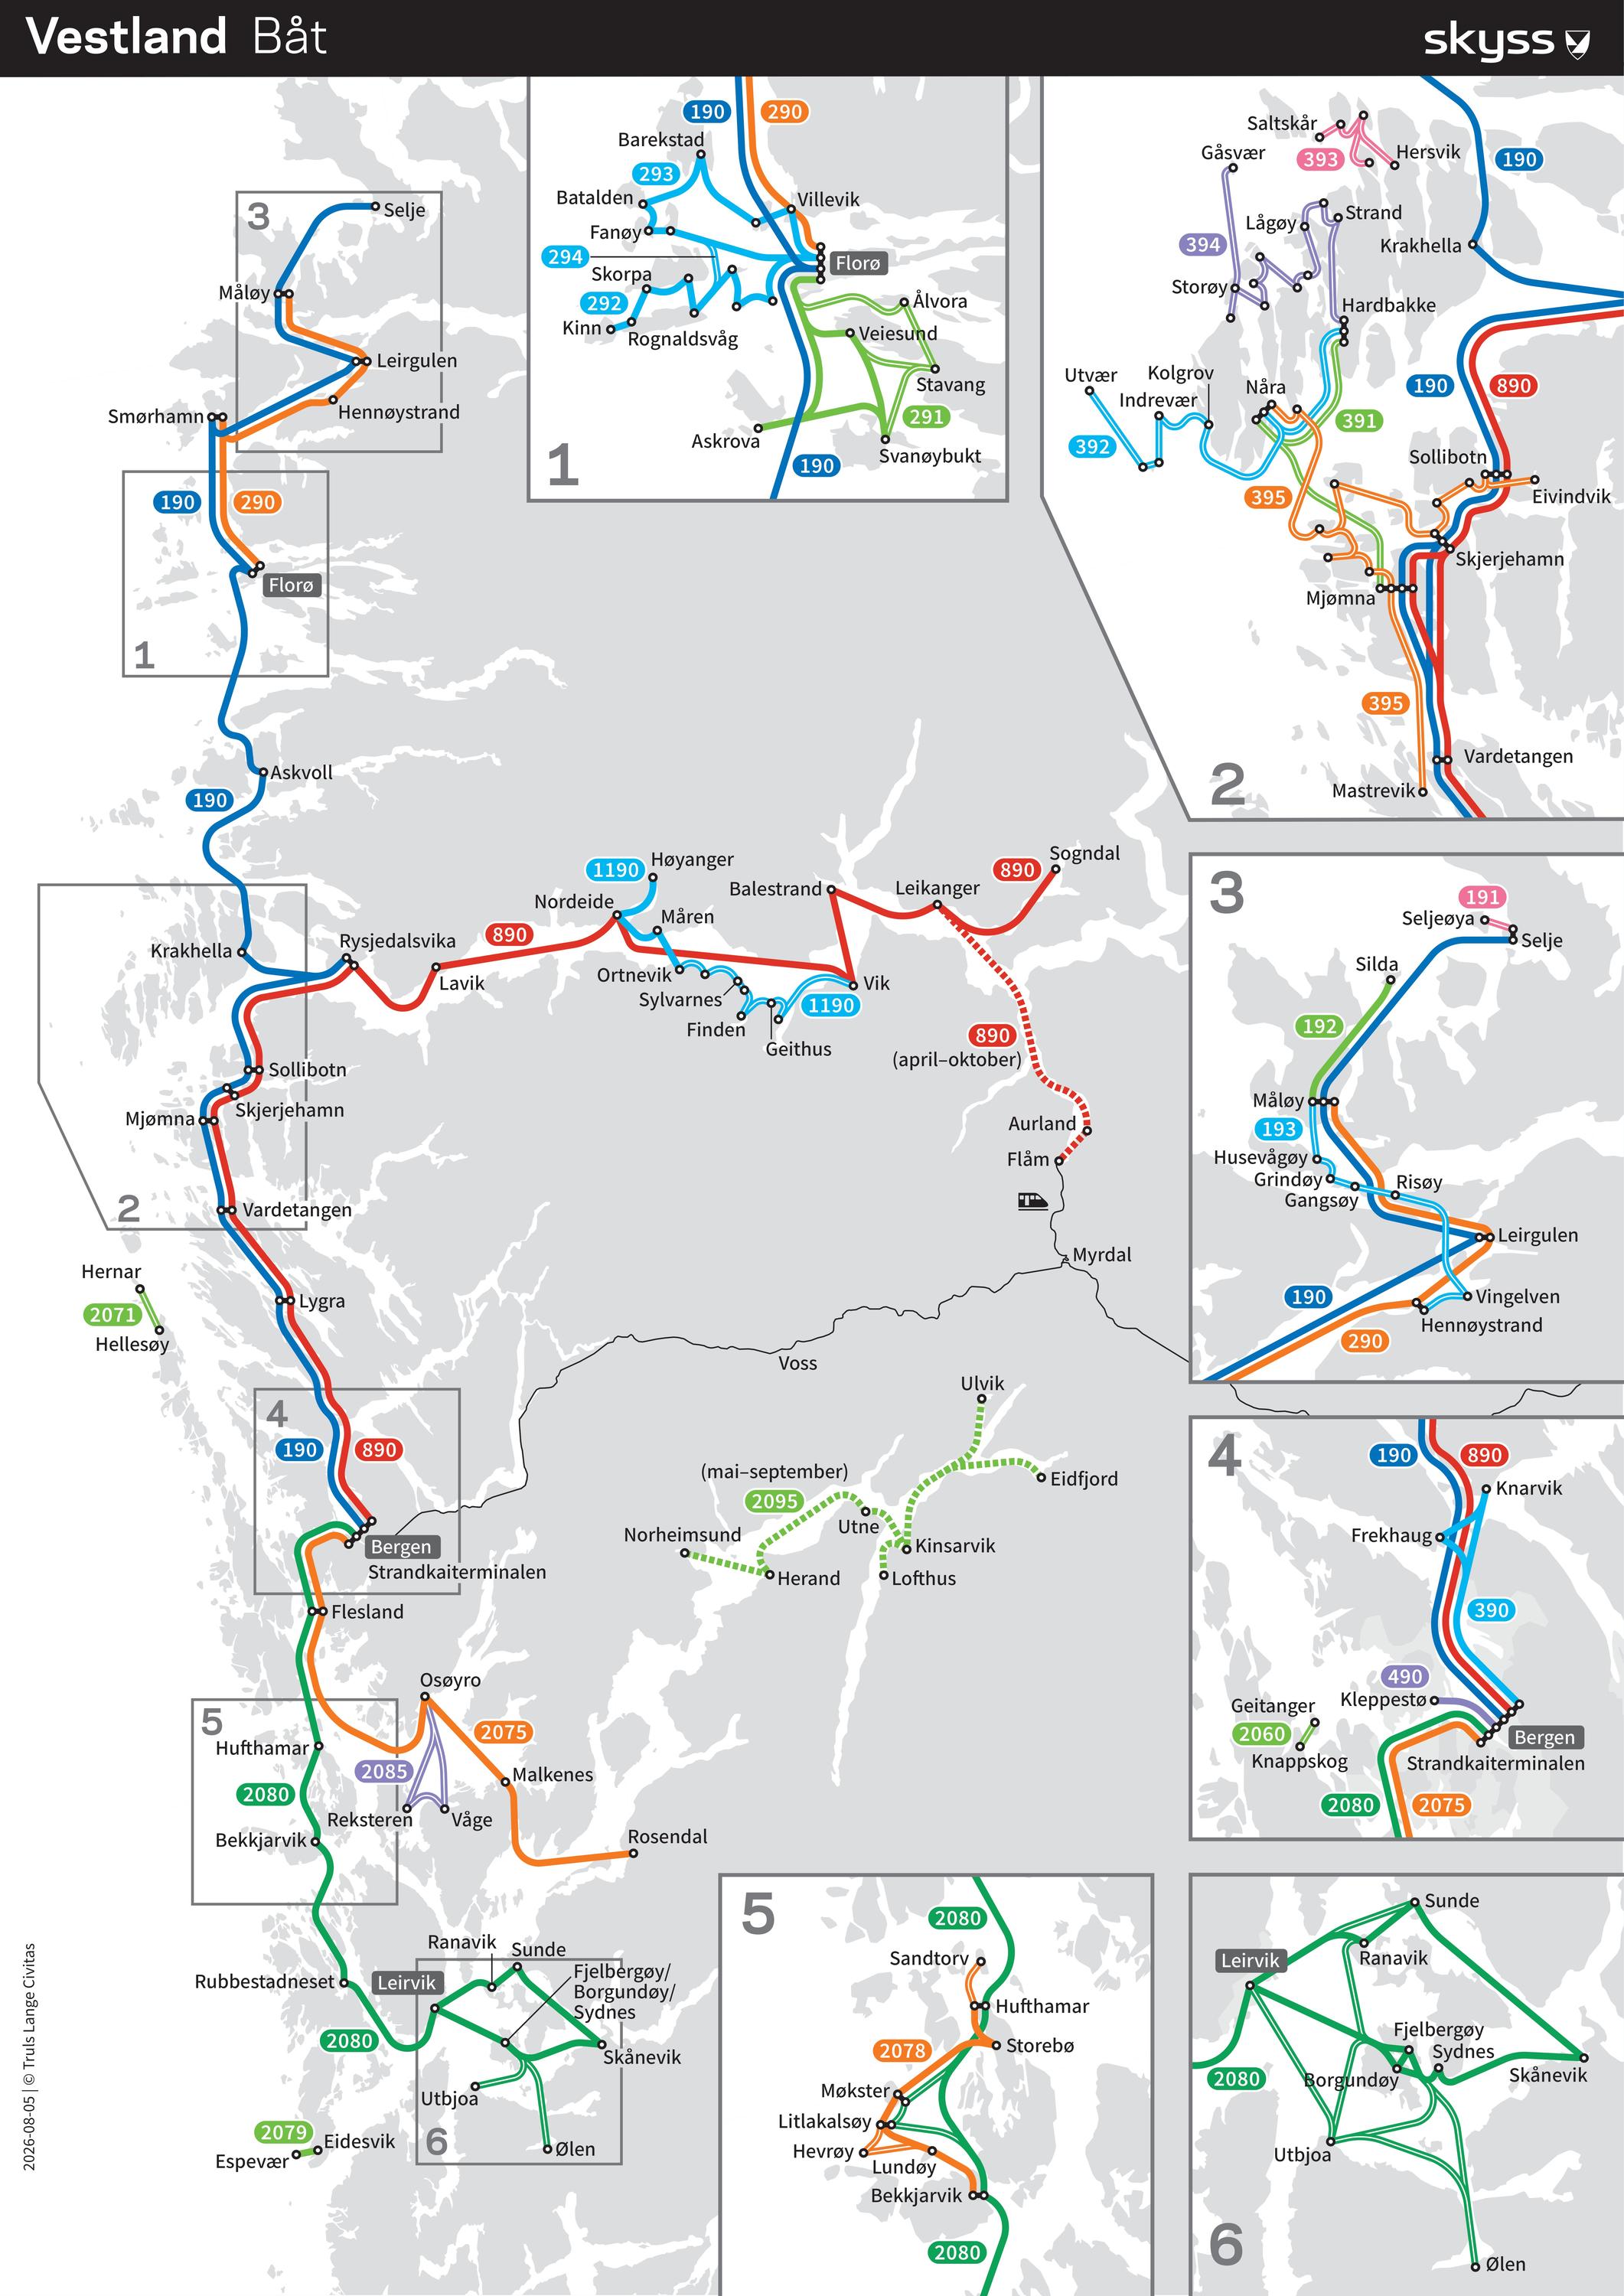 Vestland Båt
skyss
3
Selje
Måløy
Leirgulen
Smørhamn
Hennøystrand
190
290
Florø
1
Askvoll
190
Krakhella
Rysjedalsvika
890
Lavik
Nordeide
1190
Høyanger
Måren
Ortnevik
Sylvarnes
Finden
Geithus
1190
Vik
Balestrand
Leikanger
890
Sogndal
890
(april–oktober)
Aurland
Flåm
Myrdal
Voss
Sollibotn
Skjerjehamn
Mjømna
2
Vardetangen
Hernar
2071
Hellesøy
Lygra
4
190
890
Bergen
Strandkaiterminalen
Flesland
Osøyro
5
2075
Hufthamar
2085
Malkenes
2080
Reksteren
Våge
Bekkjarvik
Rosendal
Rubbestadneset
Leirvik
Ranavik
Sunde
Fjelbergøy/
Borgundøy/
Sydnes
2080
Skånevik
Utbjoa
6
Ølen
2079
Eidesvik
Espevær
Ulvik
Eidfjord
(mai–september)
2095
Utne
Norheimsund
Kinsarvik
Herand
Lofthus
190
290
Barekstad
293
Batalden
Villevik
Fanøy
294
Florø
Skorpa
292
Kinn
Rognaldsvåg
Ålvora
Veiesund
Stavang
291
Askrova
Svanøybukt
1
190
Saltskår
393
Hersvik
190
Gåsvær
Strand
Lågøy
394
Krakhella
Storøy
Hardbakke
Utvær
Kolgrov
Indrevær
Nåra
190
890
392
391
Sollibotn
395
Eivindvik
Skjerjehamn
Mjømna
395
Vardetangen
2
Mastrevik
3
191
Seljeøya
Selje
Silda
192
Måløy
193
Husevågøy
Grindøy
Gangsøy
Risøy
Leirgulen
190
Vingelven
Hennøystrand
290
4
190
890
Knarvik
Frekhaug
390
490
Kleppestø
Geitanger
2060
Knappskog
Bergen
Strandkaiterminalen
2080
2075
5
2080
Sandtorv
Hufthamar
2078
Storebø
Møkster
Litlakalsøy
Hevrøy
Lundøy
Bekkjarvik
2080
Sunde
Leirvik
Ranavik
Fjelbergøy
Sydnes
2080
Borgundøy
Skånevik
Utbjoa
6
Ølen
2026-08-05 | © Truls Lange Civitas